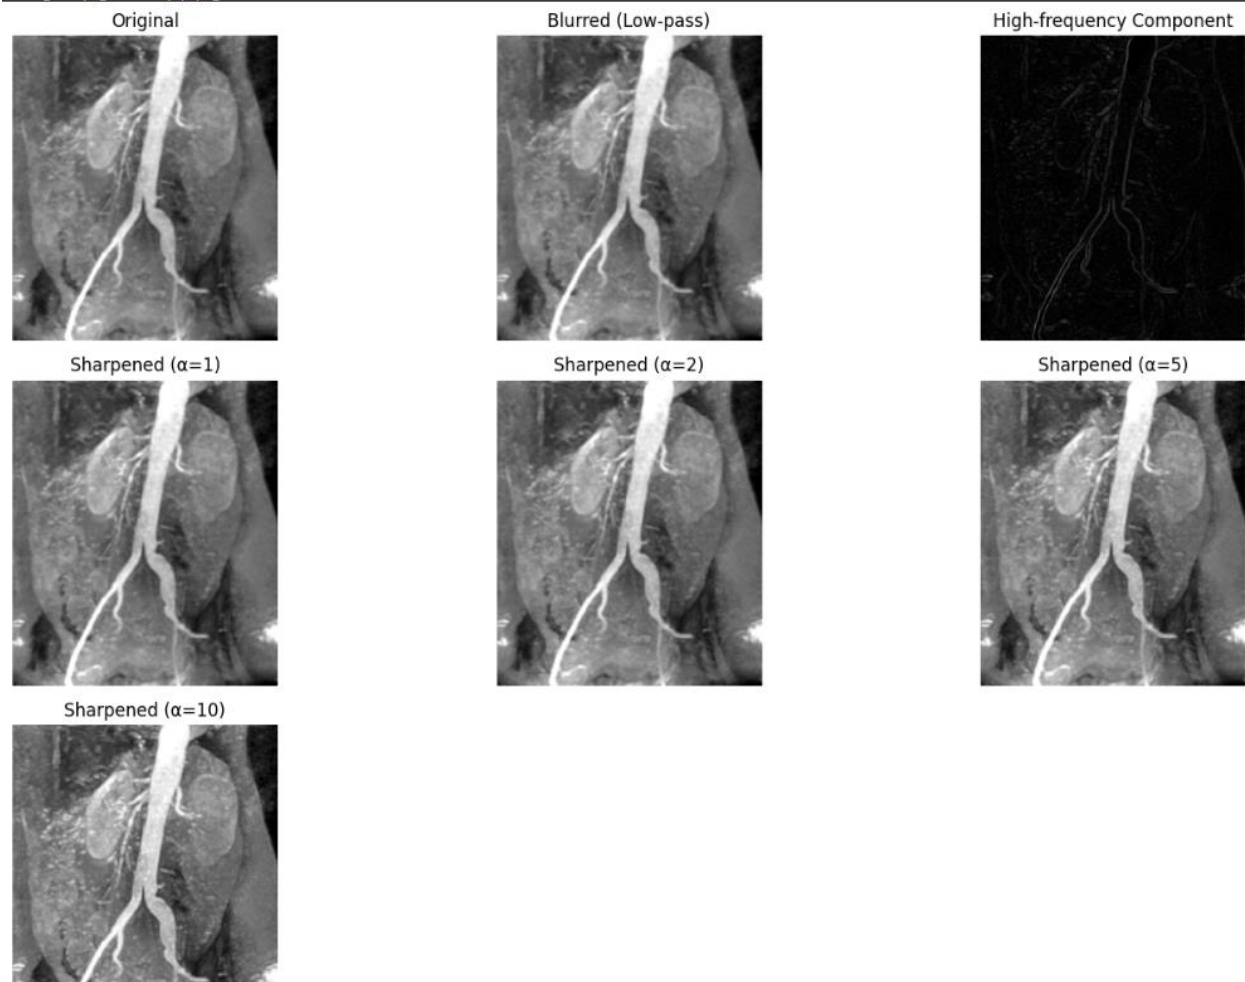 Original
Blurred (Low-pass)
High-frequency Component
Sharpened (α=1)
Sharpened (α=2)
Sharpened (α=5)
Sharpened (α=10)